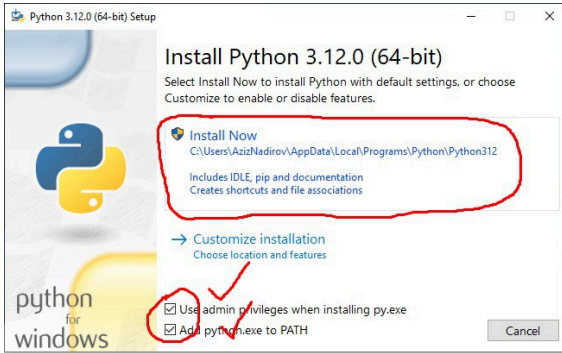 Python 3.12.0 (64-bit) Setup
Install Python 3.12.0 (64-bit)
Select Install Now to install Python with default settings, or choose
Customize to enable or disable features.
Install Now
C:\Users\AzizNadirov\AppData\Local\Programs\Python\Python312
Includes IDLE, pip and documentation
Creates shortcuts and file associations
Customize installation
Choose location and features
Use admin privileges when installing py.exe
Add python.exe to PATH
python
for
windows
Cancel